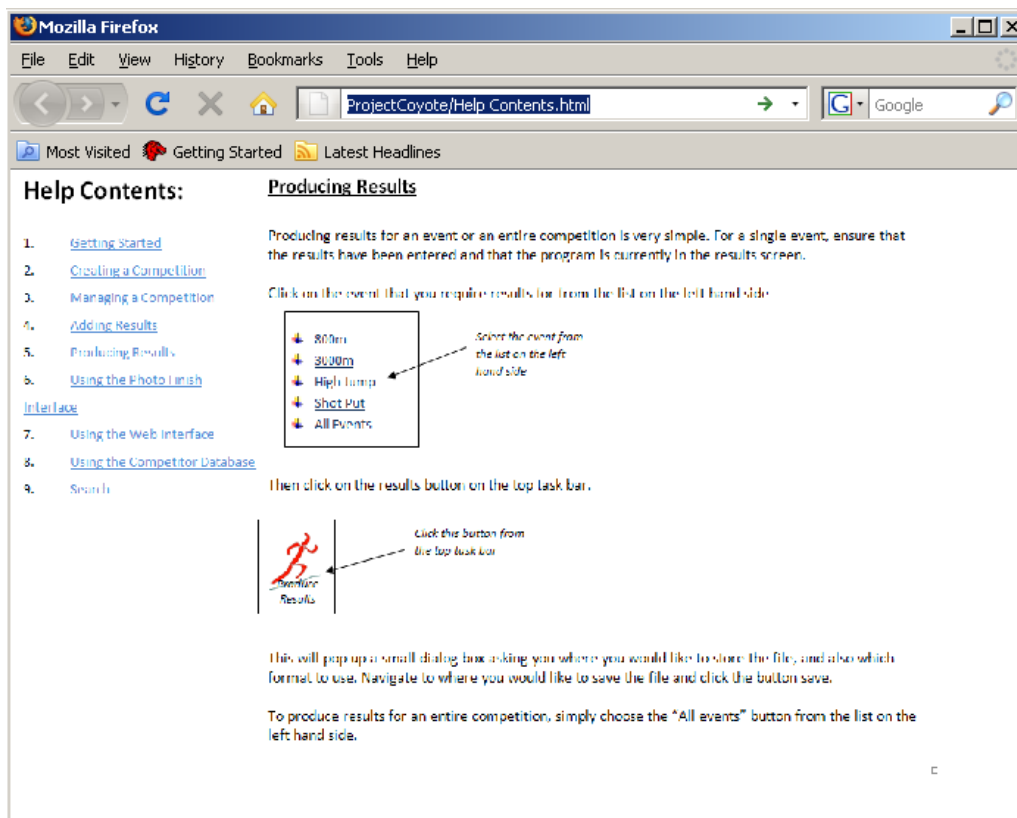 Mozilla Firefox
File Edit View History Bookmarks Tools Help
ProjectCoyote/Help Contents.html
G Google
Most Visited Getting Started Latest Headlines
Help Contents:
1. Getting Started
2. Creating a Competition
3. Managing a Competition
4. Adding Results
5. Producing Results
6. Using the Photo Finish
Interface
7. Using the Web Interface
8. Using the Competitor Database
9. Search
Producing Results
Producing results for an event or an entire competition is very simple. For a single event, ensure that
the results have been entered and that the program is currently in the results screen.
Click on the event that you require results for from the list on the left hand side
800m
3000m
High Jump
Shot Put
All Events
Select the event from
the list on the left
hand side
Then click on the results button on the top task bar.
Produce
Results
Click this button from
the top task bar
This will pop up a small dialog box asking you where you would like to store the file, and also which
format to use. Navigate to where you would like to save the file and click the button save.
To produce results for an entire competition, simply choose the “All events” button from the list on the
left hand side.